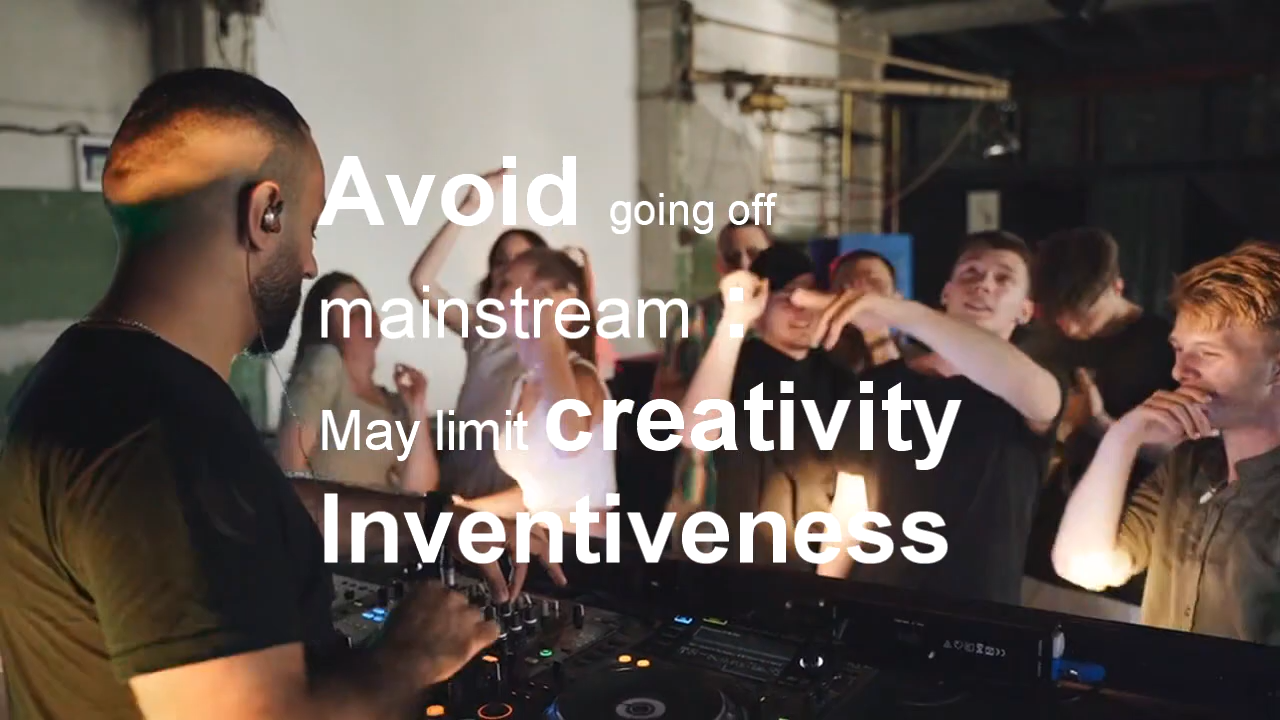 Avoid going off
mainstream :
May limit creativity
Inventiveness